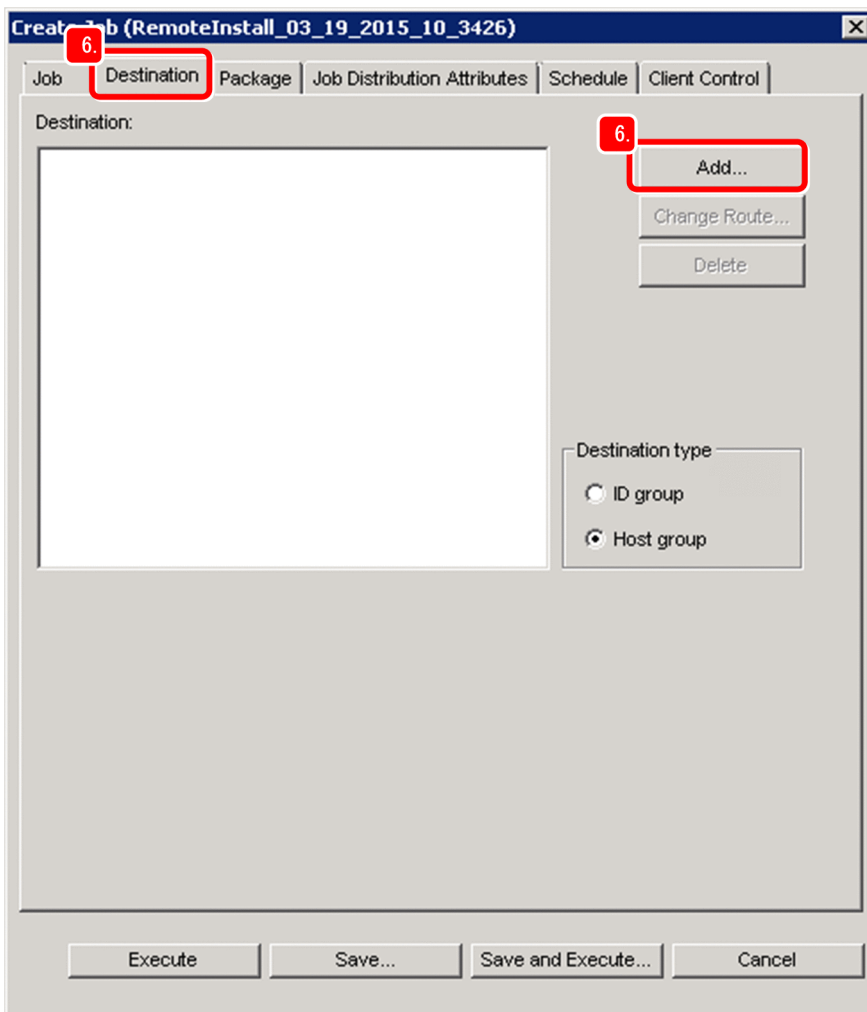 Create Job (RemoteInstall_03_19_2015_10_3426)
6.
Job Destination Package Job Distribution Attributes Schedule Client Control
Destination:
6.
Add...
Change Route...
Delete
Destination type
ID group
Host group
Execute Save... Save and Execute... Cancel